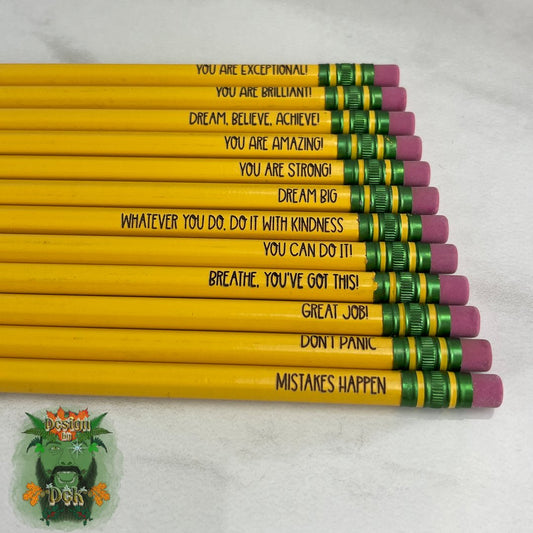 YOU ARE EXCEPTIONAL!
YOU ARE BRILLIANT!
DREAM, BELIEVE, ACHIEVE!
YOU ARE AMAZING!
YOU ARE STRONG!
DREAM BIG
WHATEVER YOU DO, DO IT WITH KINDNESS
YOU CAN DO IT!
BREATHE, YOU'VE GOT THIS!
GREAT JOB!
DON'T PANIC
MISTAKES HAPPEN
Design
by
Dek